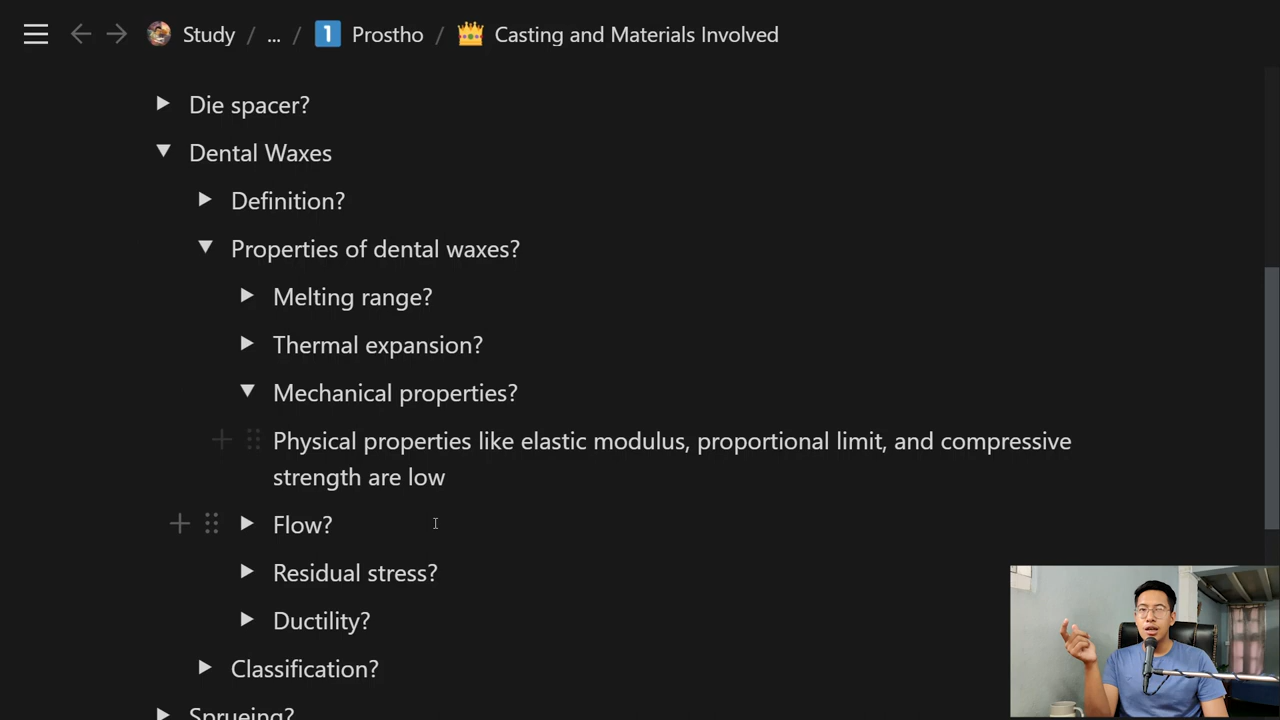 Study / ... / 1 Prostho / Casting and Materials Involved
Die spacer?
Dental Waxes
Definition?
Properties of dental waxes?
Melting range?
Thermal expansion?
Mechanical properties?
Physical properties like elastic modulus, proportional limit, and compressive
strength are low
Flow?
Residual stress?
Ductility?
Classification?
Sprueing?